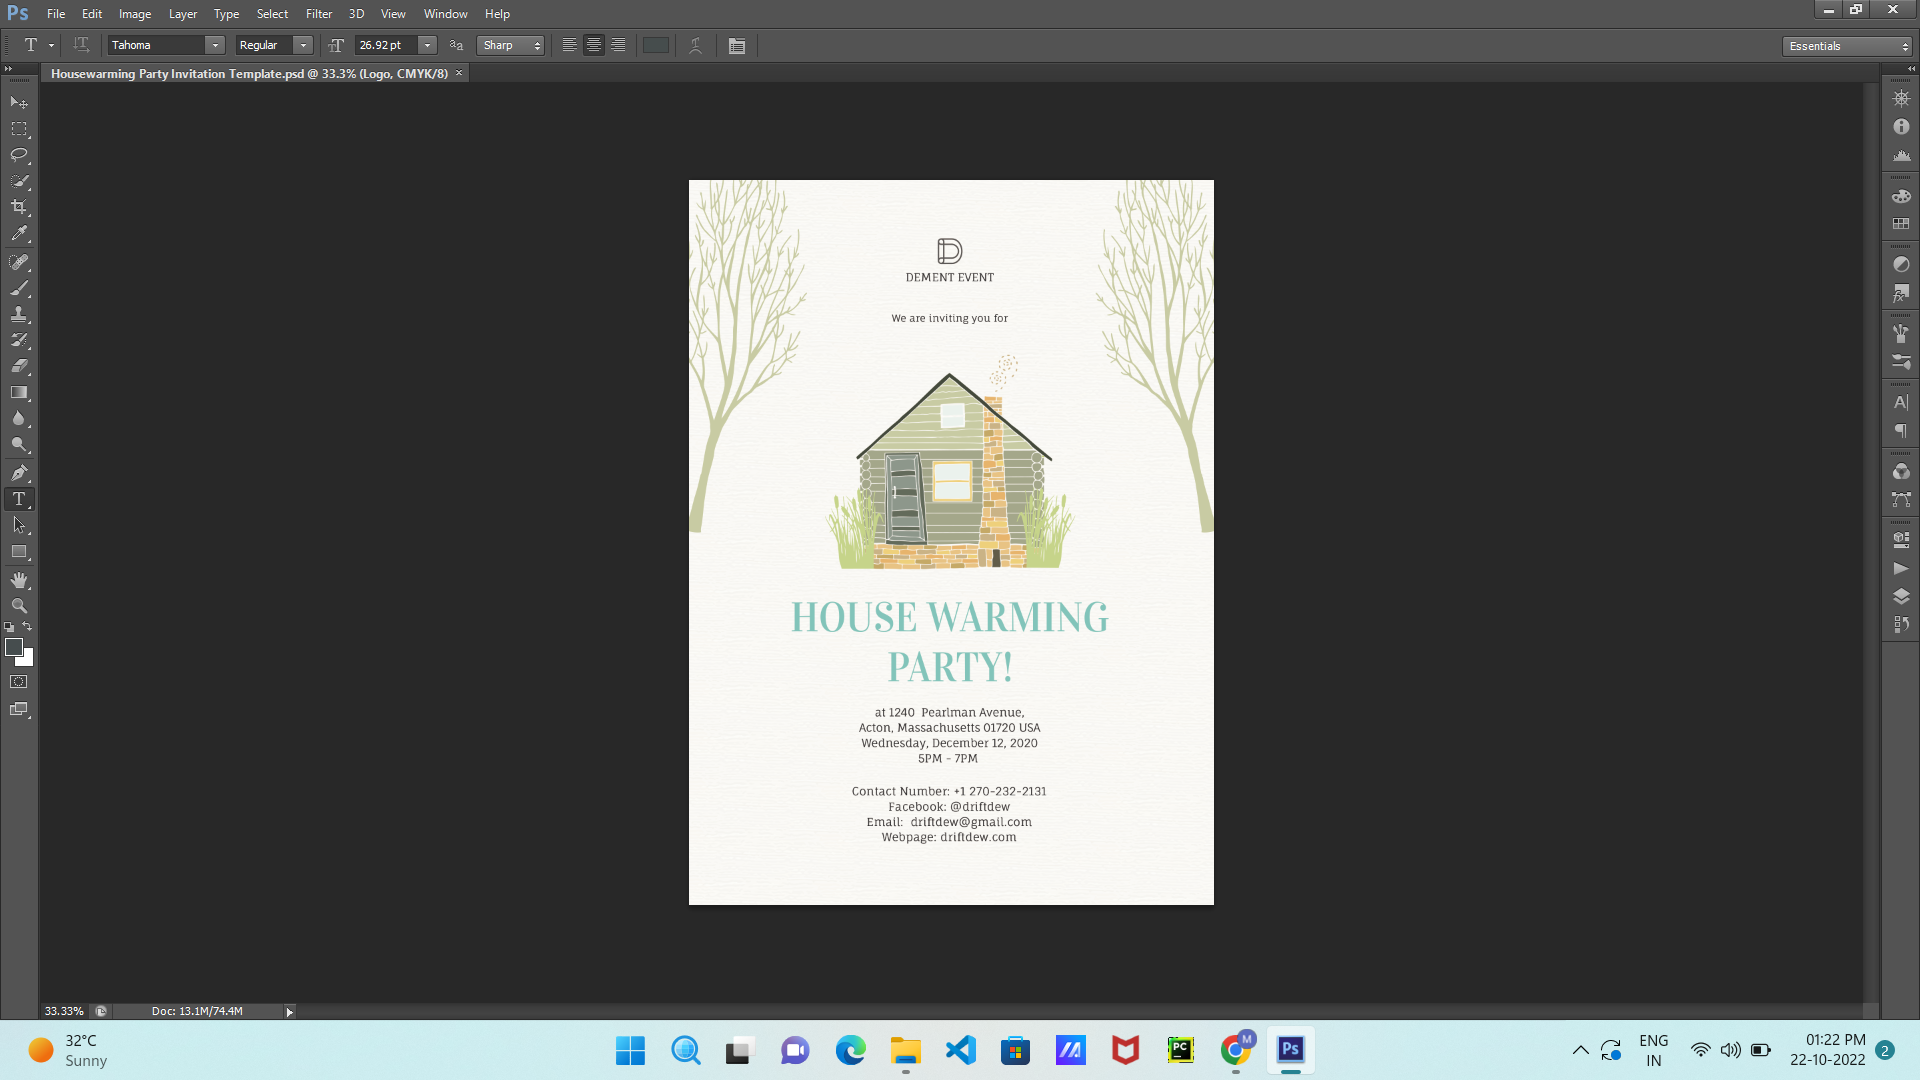 Ps File Edit Image Layer Type Select Filter 3D View Window Help
T Tahoma Regular 26.92 pt aa Sharp Essentials
Housewarming Party Invitation Template.psd @ 33.3% (Logo, CMYK/8) ×
D
DEMENT EVENT
We are inviting you for
HOUSE WARMING
PARTY!
at 1240  Pearlman Avenue,
Acton, Massachusetts 01720 USA
Wednesday, December 12, 2020
5PM - 7PM
Contact Number: +1 270-232-2131
Facebook: @driftdew
Email:  driftdew@gmail.com
Webpage: driftdew.com
33.33% Doc: 13.1M/74.4M
32°C
Sunny
PC
M
Ps
ENG
IN
01:22 PM
22-10-2022
2